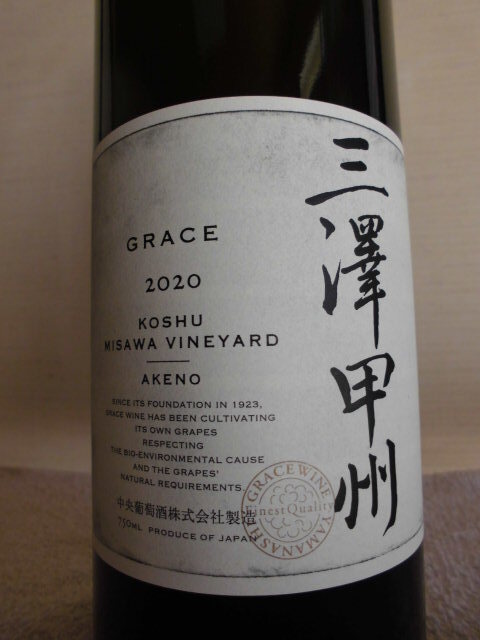 GRACE
2020
KOSHU
MISAWA VINEYARD
AKENO
SINCE ITS FOUNDATION IN 1923,
GRACE WINE HAS BEEN CULTIVATING
ITS OWN GRAPES
RESPECTING
THE BIO-ENVIRONMENTAL CAUSE
AND THE GRAPES'
NATURAL REQUIREMENTS.
中央葡萄酒株式会社製造
750ML PRODUCE OF JAPAN
三澤甲州
GRACE WINE YAMANASHI
Finest Quality